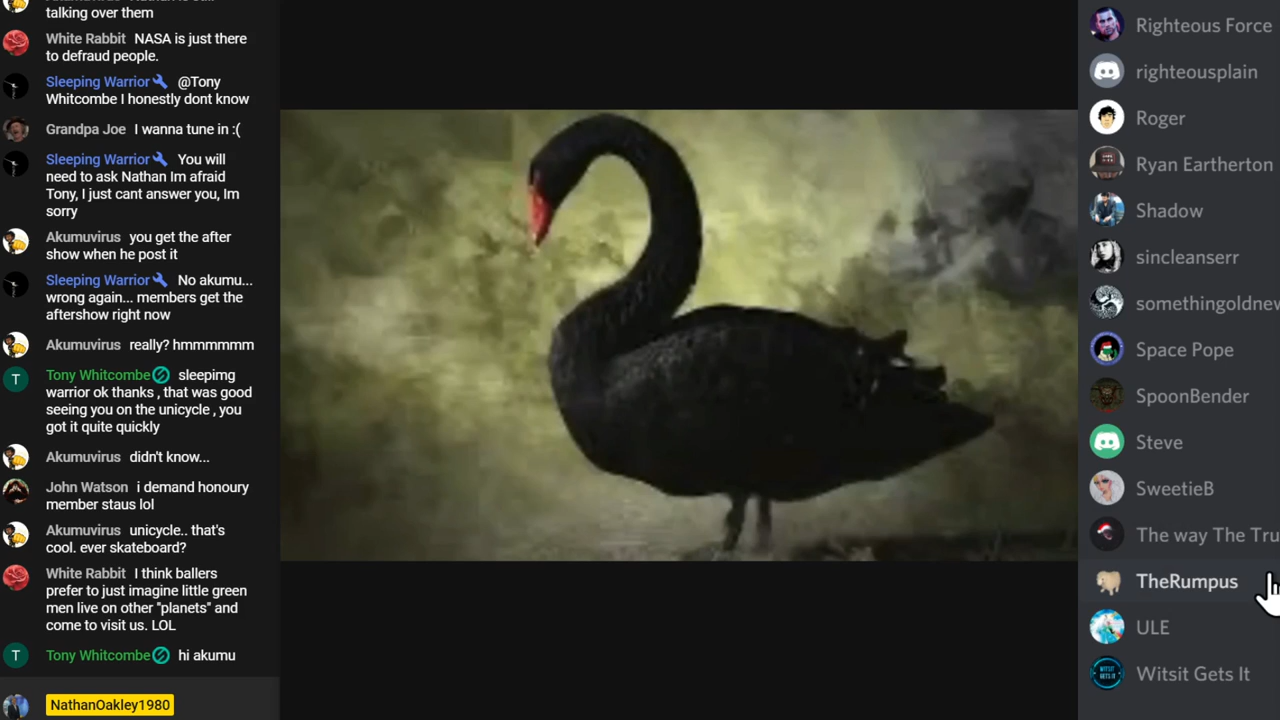 talking over them
White Rabbit NASA is just there
to defraud people.
Sleeping Warrior @Tony
Whitcombe I honestly dont know
Grandpa Joe I wanna tune in :(
Sleeping Warrior You will
need to ask Nathan Im afraid
Tony, I just cant answer you, Im
sorry
Akumuvirus you get the after
show when he post it
Sleeping Warrior No akumu...
wrong again... members get the
aftershow right now
Akumuvirus really? hmmmmmm
T
Tony Whitcombe sleepimg
warrior ok thanks , that was good
seeing you on the unicycle , you
got it quite quickly
Akumuvirus didn't know...
John Watson i demand honoury
member staus lol
Akumuvirus unicycle.. that's
cool. ever skateboard?
White Rabbit I think ballers
prefer to just imagine little green
men live on other "planets" and
come to visit us. LOL
T
Tony Whitcombe hi akumu
NathanOakley1980
Righteous Force
righteousplain
Roger
Ryan Eartherton
Shadow
sincleanserr
somethingoldnew
Space Pope
SpoonBender
Steve
SweetieB
The way The Tru
TheRumpus
ULE
WITSIT
GETS IT
Witsit Gets It